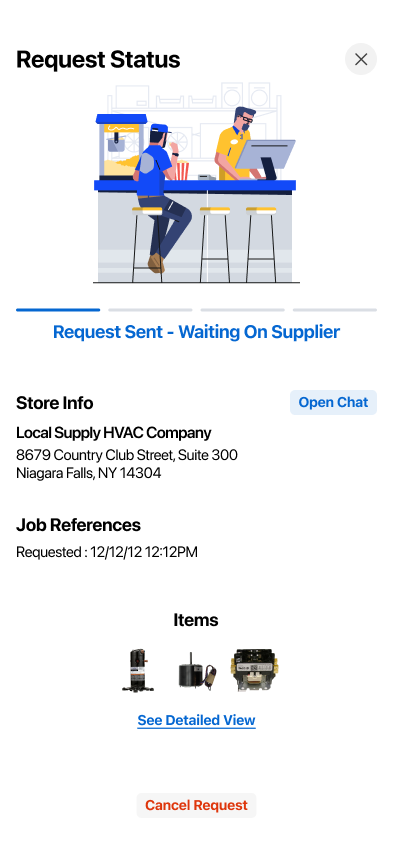 Request Status
Request Sent - Waiting On Supplier
Store Info
Open Chat
Local Supply HVAC Company
8679 Country Club Street, Suite 300
Niagara Falls, NY 14304
Job References
Requested : 12/12/12 12:12PM
Items
See Detailed View
Cancel Request